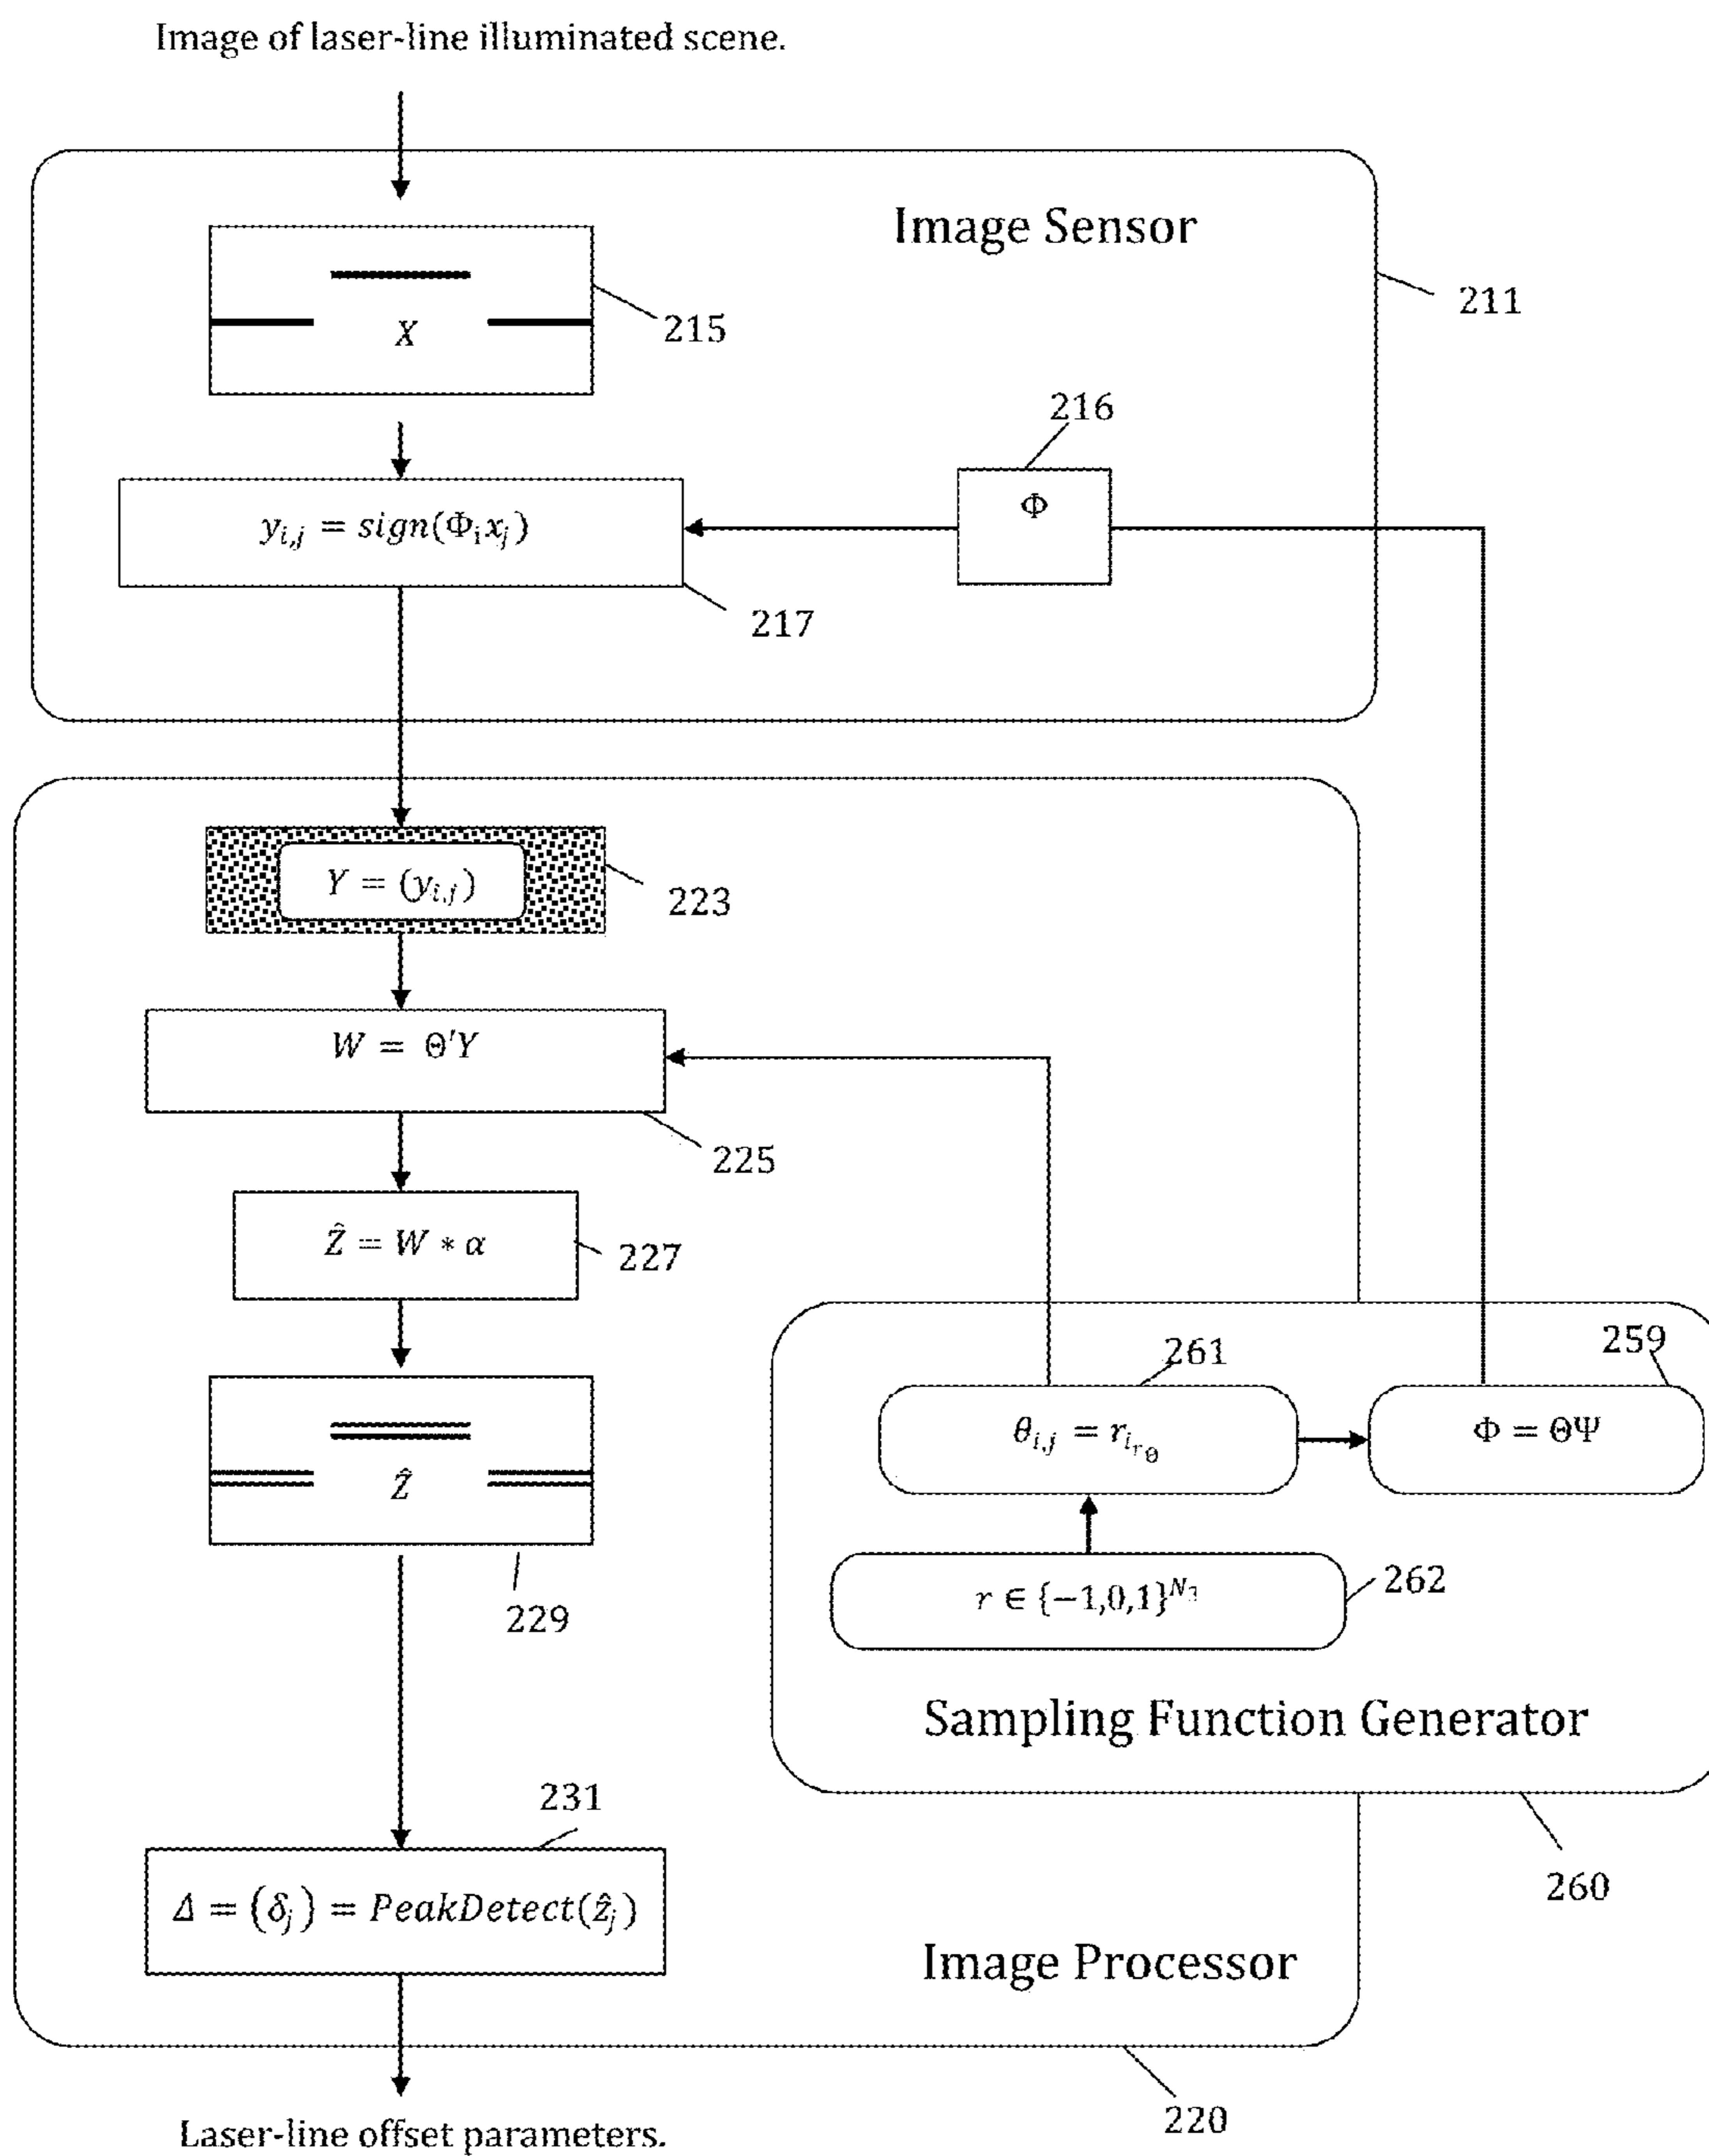 Image of laser-line illuminated scene.
Image Sensor
211
X
215
216
Φ
y_{i,j} = sign(Φ_i x_j)
217
Y = (y_{i,j})
223
W = Θ'Y
225
Ẑ = W * α
227
261
259
θ_{i,j} = r_{i_{r_θ}}
Φ = ΘΨ
Ẑ
229
r ∈ {−1,0,1}^{N_3}
262
Sampling Function Generator
231
260
Δ = (δ_j) = PeakDetect(ẑ_j)
Image Processor
220
Laser-line offset parameters.